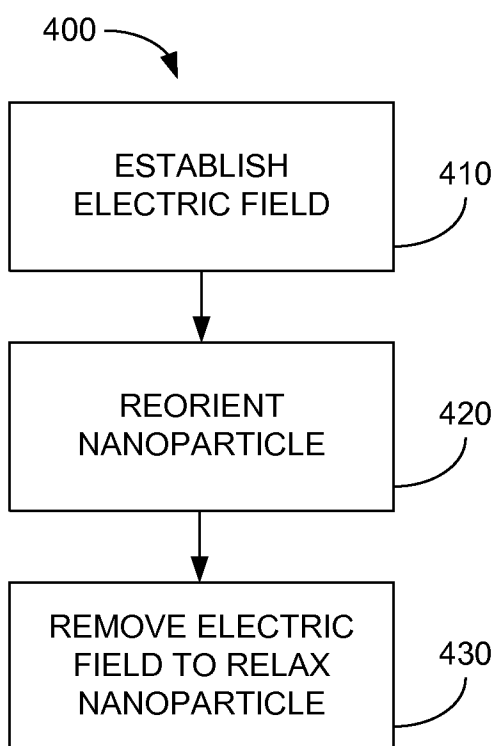 400
ESTABLISH
ELECTRIC FIELD
410
REORIENT
NANOPARTICLE
420
REMOVE ELECTRIC
FIELD TO RELAX
NANOPARTICLE
430